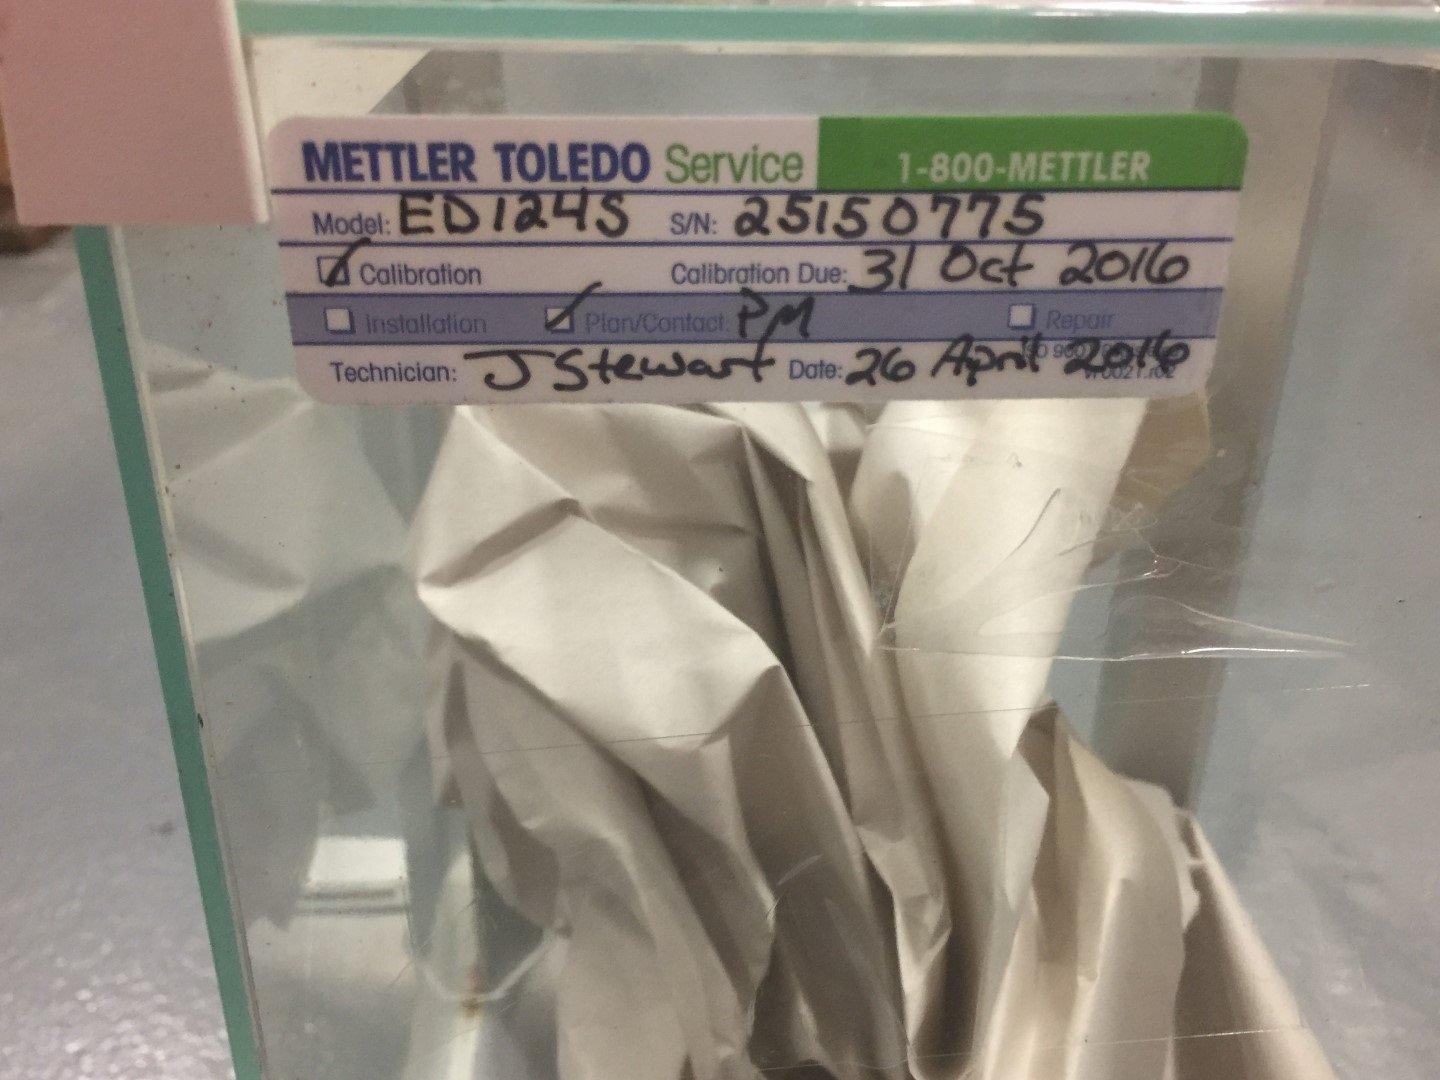 METTLER TOLEDO Service 1-800-METTLER
Model: ED124S S/N: 25150775
Calibration Calibration Due: 31 Oct 2016
Installation Plan/Contact: PM Repair
Technician: J Stewart Date: 26 April 2016